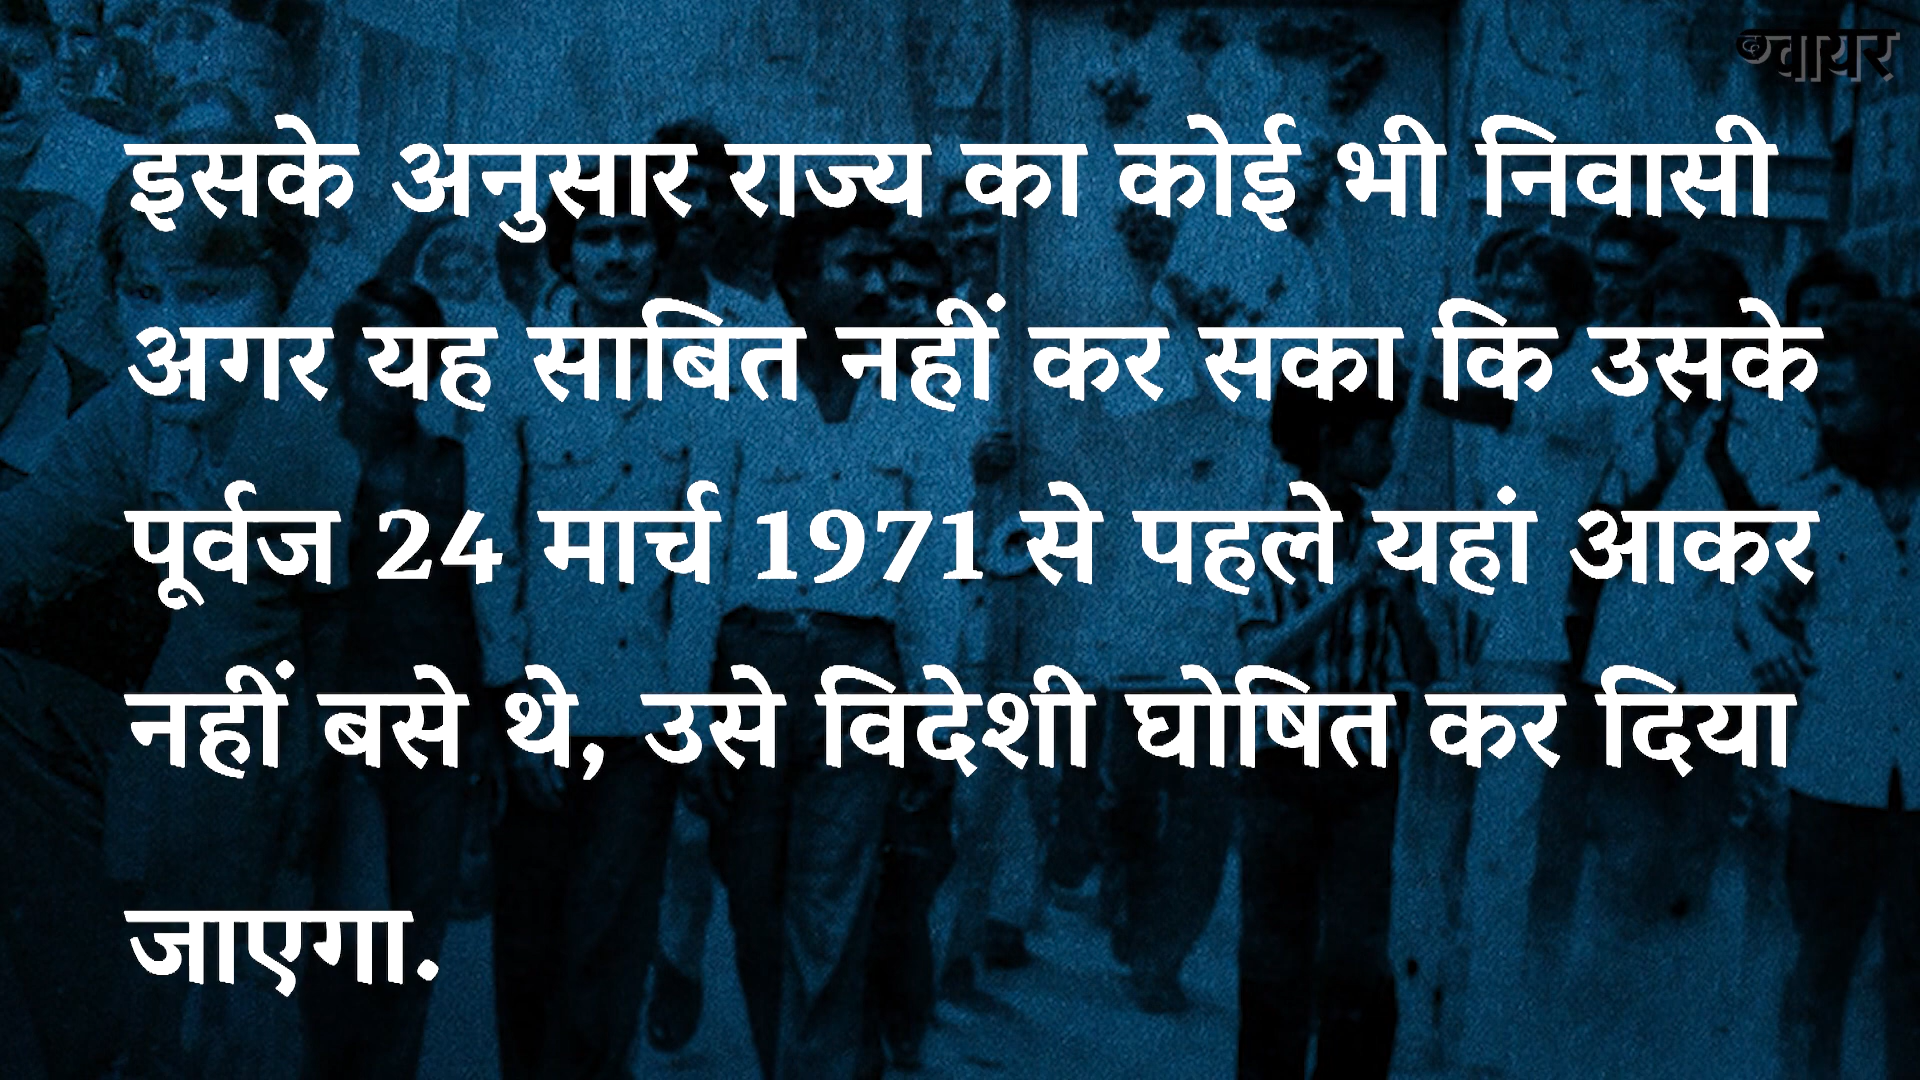 द वायर
इसके अनुसार राज्य का कोई भी निवासी
अगर यह साबित नहीं कर सका कि उसके
पूर्वज 24 मार्च 1971 से पहले यहां आकर
नहीं बसे थे, उसे विदेशी घोषित कर दिया
जाएगा.